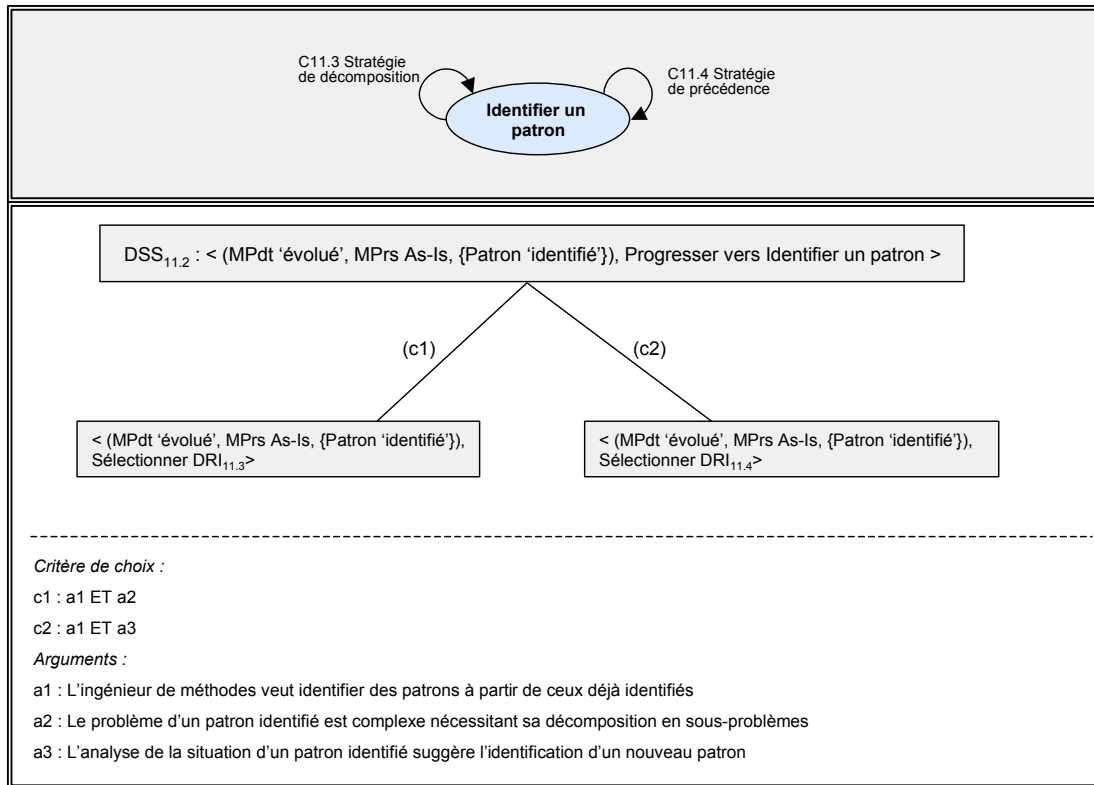 C11.3 Stratégie
de décomposition
C11.4 Stratégie
de précédence
Identifier un
patron
DSS11.2 : < (MPdt ‘évolué’, MPrs As-Is, {Patron ‘identifié’}), Progresser vers Identifier un patron >
(c1)
(c2)
< (MPdt ‘évolué’, MPrs As-Is, {Patron ‘identifié’}),
Sélectionner DRI11.3>
< (MPdt ‘évolué’, MPrs As-Is, {Patron ‘identifié’}),
Sélectionner DRI11.4>
Critère de choix :
c1 : a1 ET a2
c2 : a1 ET a3
Arguments :
a1 : L’ingénieur de méthodes veut identifier des patrons à partir de ceux déjà identifiés
a2 : Le problème d’un patron identifié est complexe nécessitant sa décomposition en sous-problèmes
a3 : L’analyse de la situation d’un patron identifié suggère l’identification d’un nouveau patron